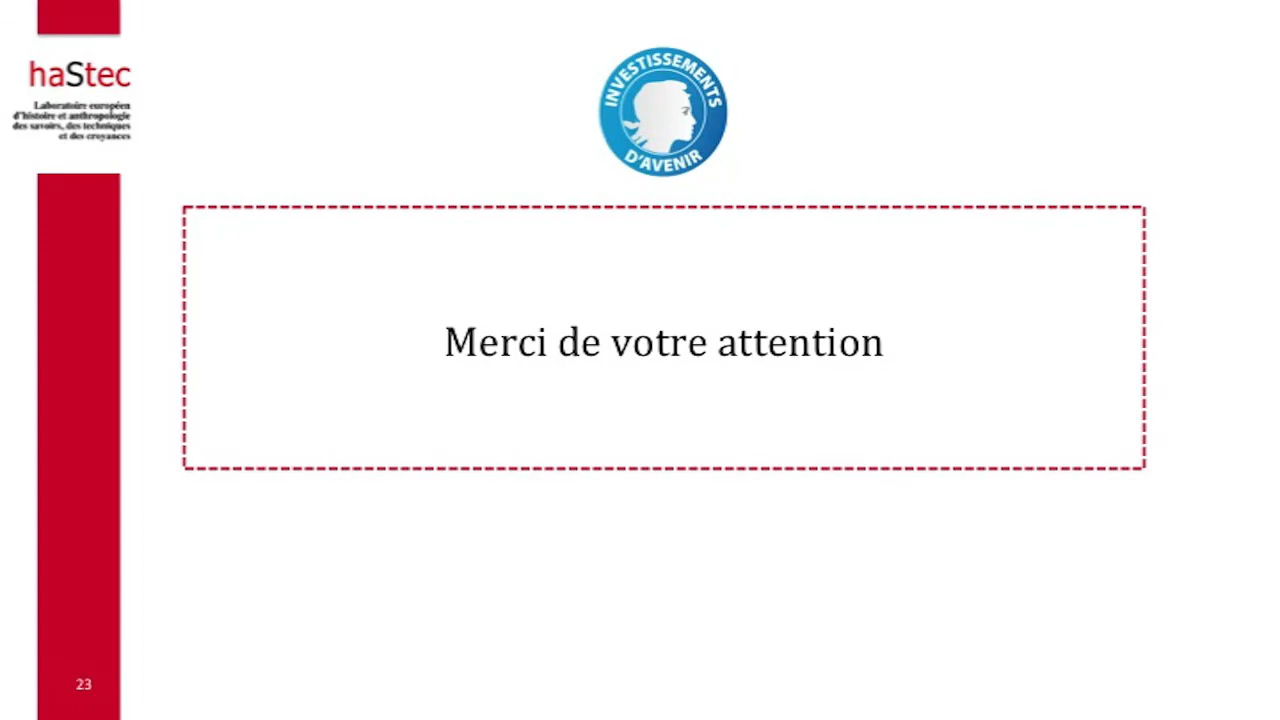 haStec
Laboratoire européen
d'histoire et anthropologie
des savoirs, des techniques
et des croyances
INVESTISSEMENTS
D'AVENIR
Merci de votre attention
23